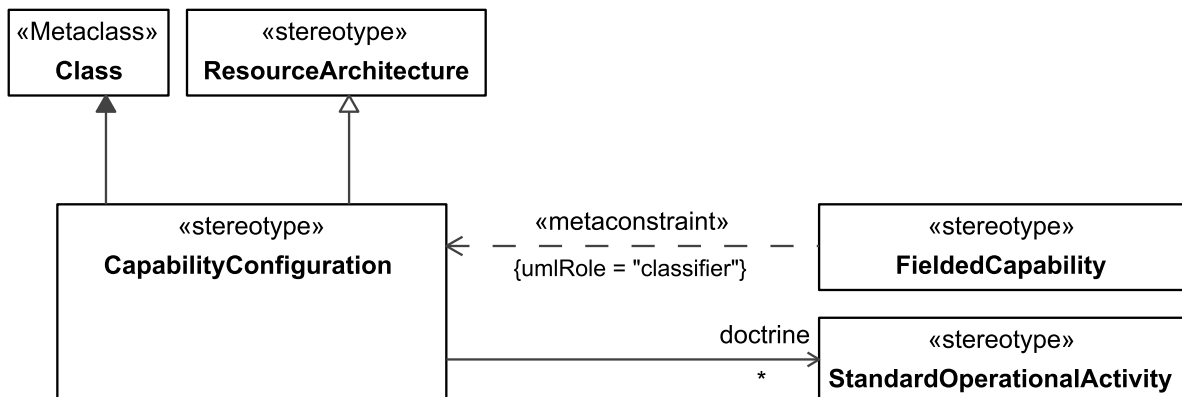 «Metaclass»
Class
«stereotype»
ResourceArchitecture
«stereotype»
CapabilityConfiguration
«metaconstraint»
{umlRole = "classifier"}
«stereotype»
FieldedCapability
doctrine
*
«stereotype»
StandardOperationalActivity